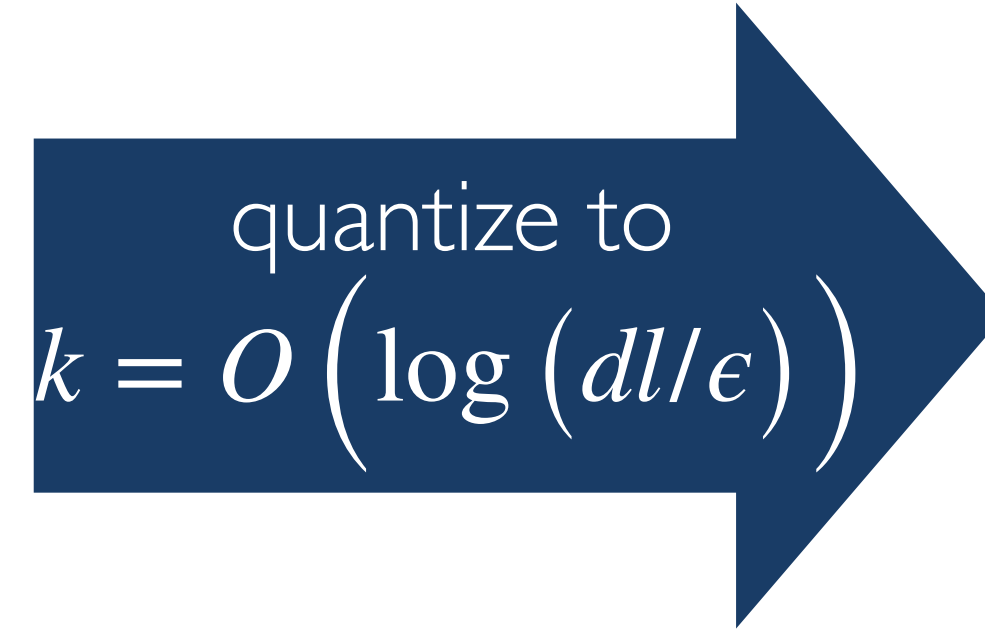 quantize to
k = O(log(dl/ϵ))